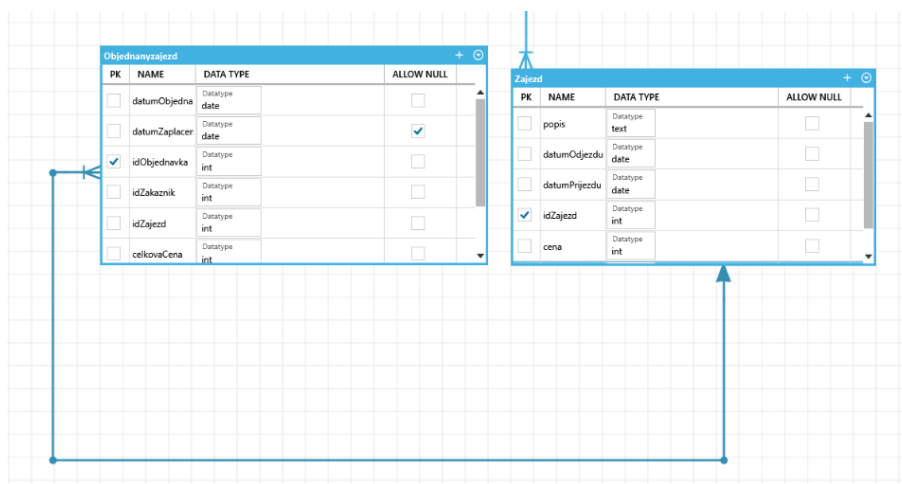 Objednanyzajezd
PK NAME DATA TYPE ALLOW NULL
datumObjedna Datatype date
datumZaplacer Datatype date
idObjednavka Datatype int
idZakaznik Datatype int
idZajezd Datatype int
celkovaCena Datatype int
Zajezd
PK NAME DATA TYPE ALLOW NULL
popis Datatype text
datumOdjezdu Datatype date
datumPrijezdu Datatype date
idZajezd Datatype int
cena Datatype int